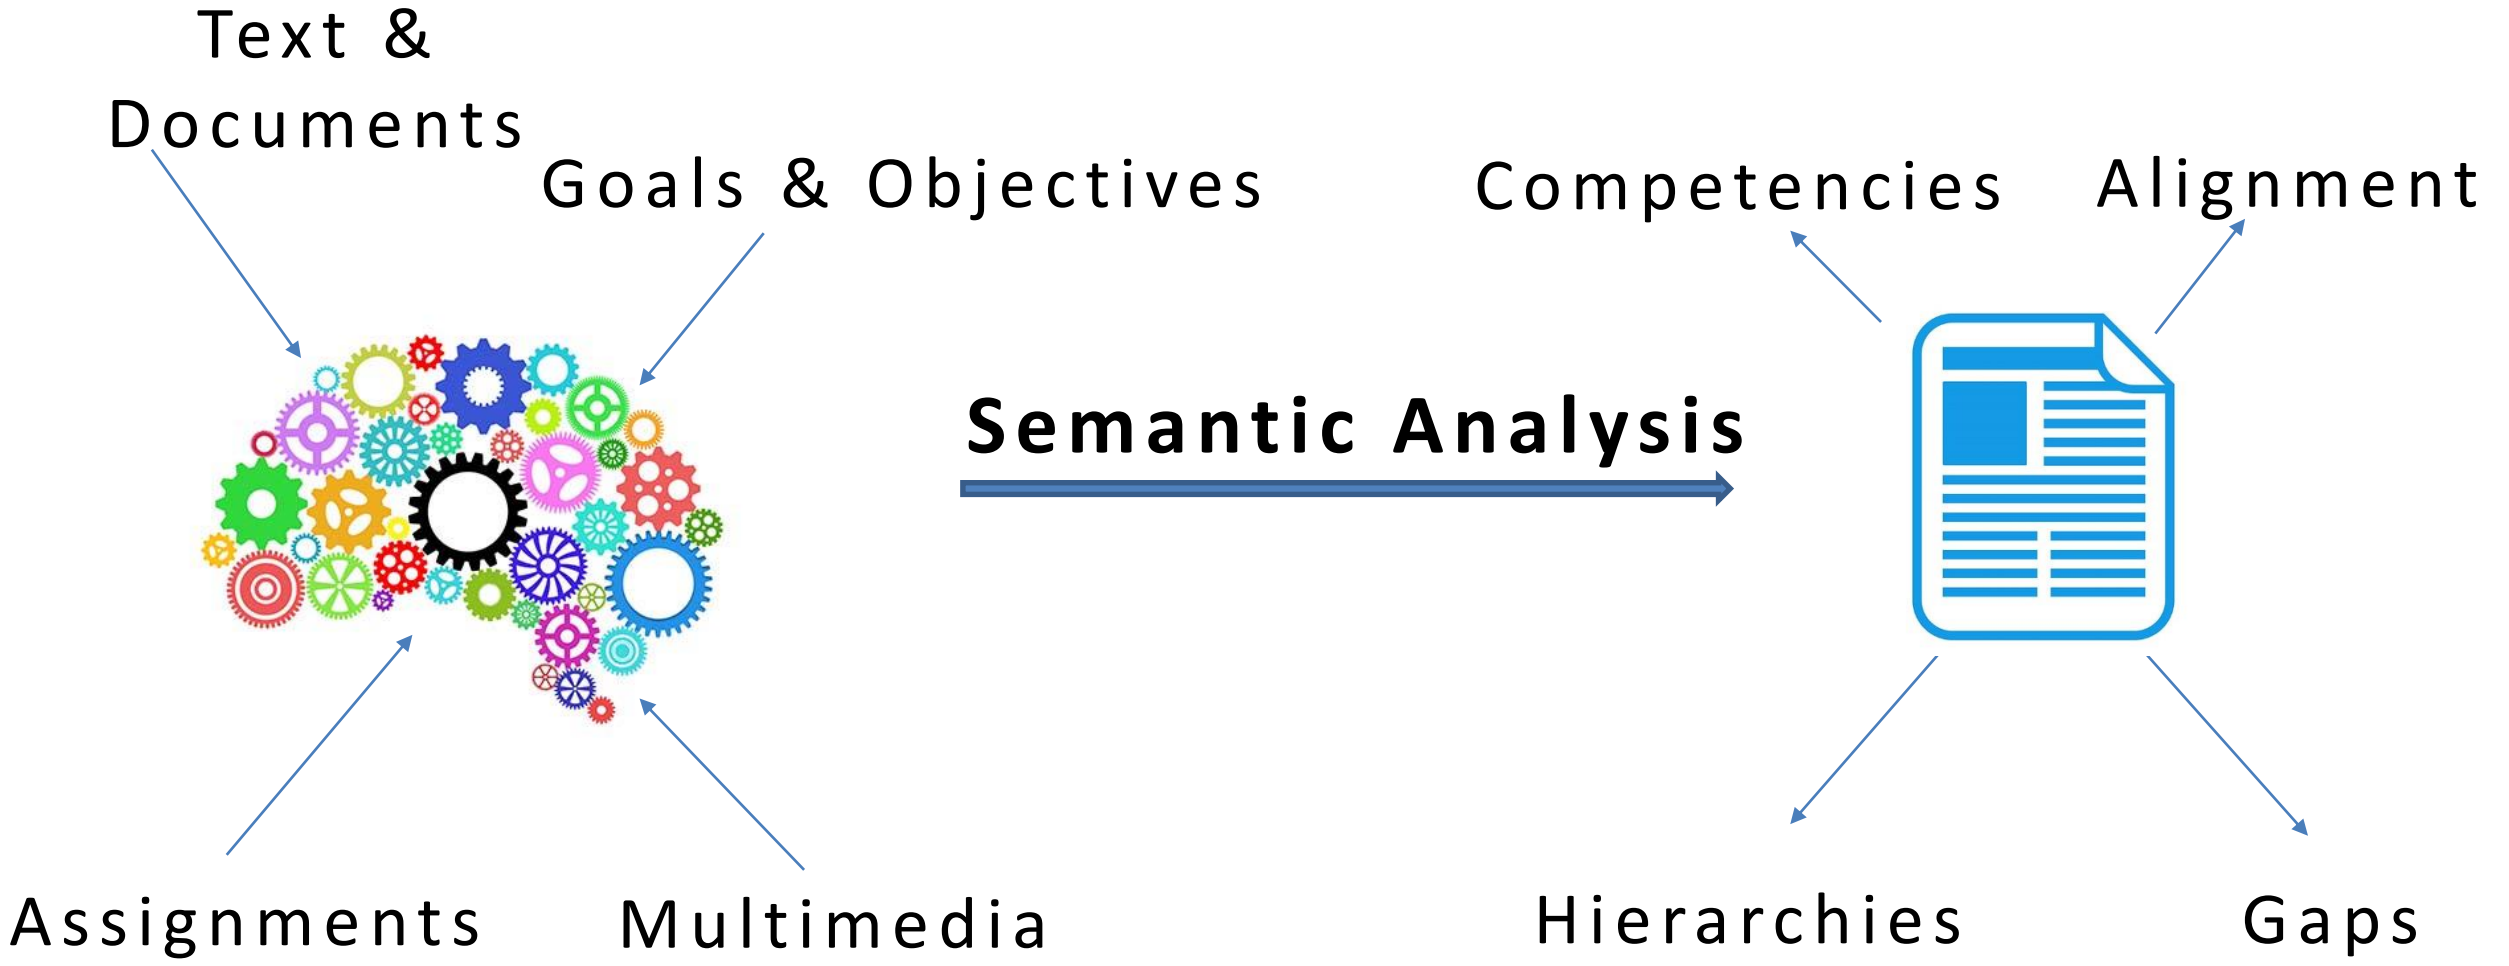 Text &
Documents
Goals & Objectives
Competencies
Alignment
Semantic Analysis
Assignments
Multimedia
Hierarchies
Gaps